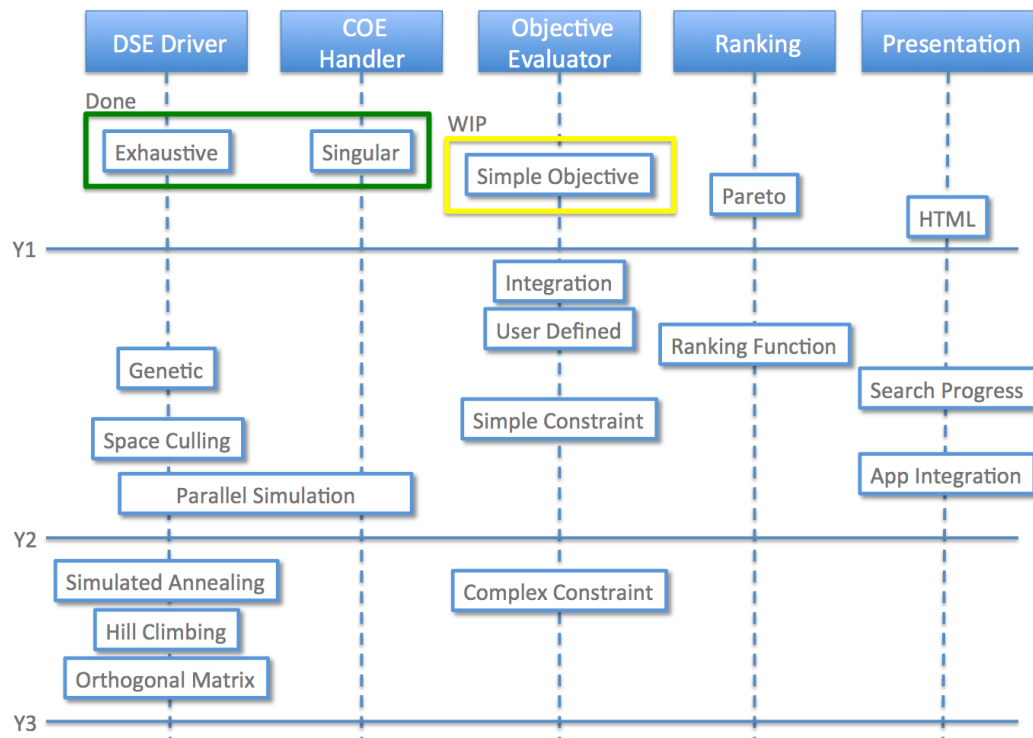 DSE Driver
COE
Handler
Objective
Evaluator
Ranking
Presentation
Done
WIP
Exhaustive
Singular
Simple Objective
Pareto
HTML
Y1
Integration
User Defined
Ranking Function
Genetic
Search Progress
Simple Constraint
Space Culling
App Integration
Parallel Simulation
Y2
Simulated Annealing
Complex Constraint
Hill Climbing
Orthogonal Matrix
Y3